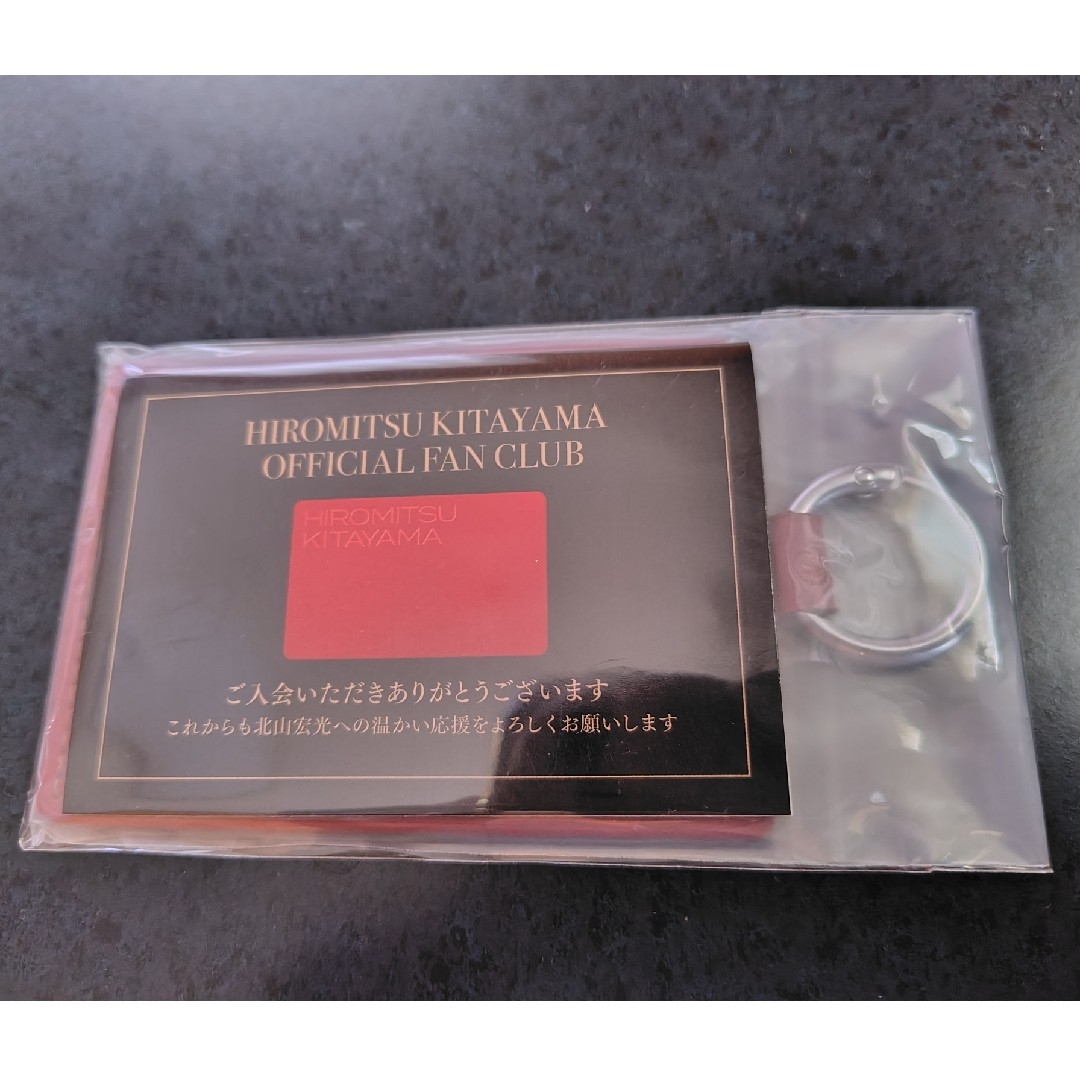 HIROMITSU KITAYAMA
OFFICIAL FAN CLUB
HIROMITSU
KITAYAMA
ご入会いただきありがとうございます
これからも北山宏光への温かい応援をよろしくお願いします